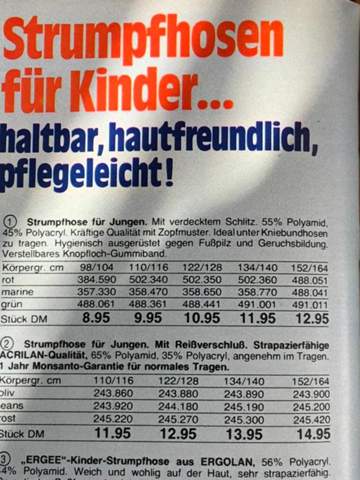 Strumpfhosen
für Kinder...
haltbar, hautfreundlich,
pflegeleicht!
① Strumpfhose für Jungen. Mit verdecktem Schlitz. 55% Polyamid,
45% Polyacryl. Kräftige Qualität mit Zopfmuster. Ideal unter Kniebundhosen
zu tragen. Hygienisch ausgerüstet gegen Fußpilz und Geruchsbildung.
Verstellbares Knopfloch-Gummiband.
Körpergr. cm 98/104 110/116 122/128 134/140 152/164
rot 384.590 502.340 502.350 502.360 488.051
marine 357.330 358.470 358.650 358.770 488.041
grün 488.061 488.361 488.441 491.001 491.011
Stück DM 8.95 9.95 10.95 11.95 12.95
② Strumpfhose für Jungen. Mit Reißverschluß. Strapazierfähige
ACRILAN-Qualität, 65% Polyamid, 35% Polyacryl, angenehm im Tragen.
1 Jahr Monsanto-Garantie für normales Tragen.
Körpergr. cm 110/116 122/128 134/140 152/164
oliv 243.860 243.880 243.890 243.900
jeans 243.920 244.180 245.190 245.200
rost 245.220 245.270 245.300 245.400
Stück DM 11.95 12.95 13.95 14.95
③ „ERGEE"-Kinder-Strumpfhose aus ERGOLAN, 56% Polyacryl,
4% Polyamid. Weich und wohlig auf der Haut, sehr strapazierfähig.